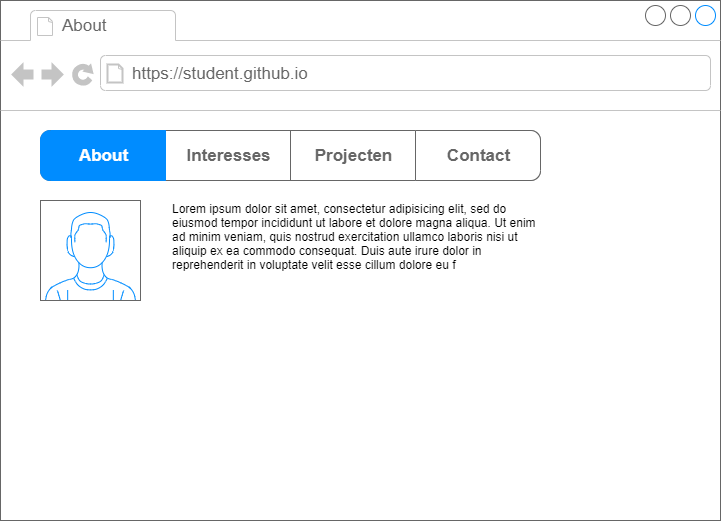 About
https://student.github.io
About Interesses Projecten Contact
Lorem ipsum dolor sit amet, consectetur adipisicing elit, sed do
eiusmod tempor incididunt ut labore et dolore magna aliqua. Ut enim
ad minim veniam, quis nostrud exercitation ullamco laboris nisi ut
aliquip ex ea commodo consequat. Duis aute irure dolor in
reprehenderit in voluptate velit esse cillum dolore eu f